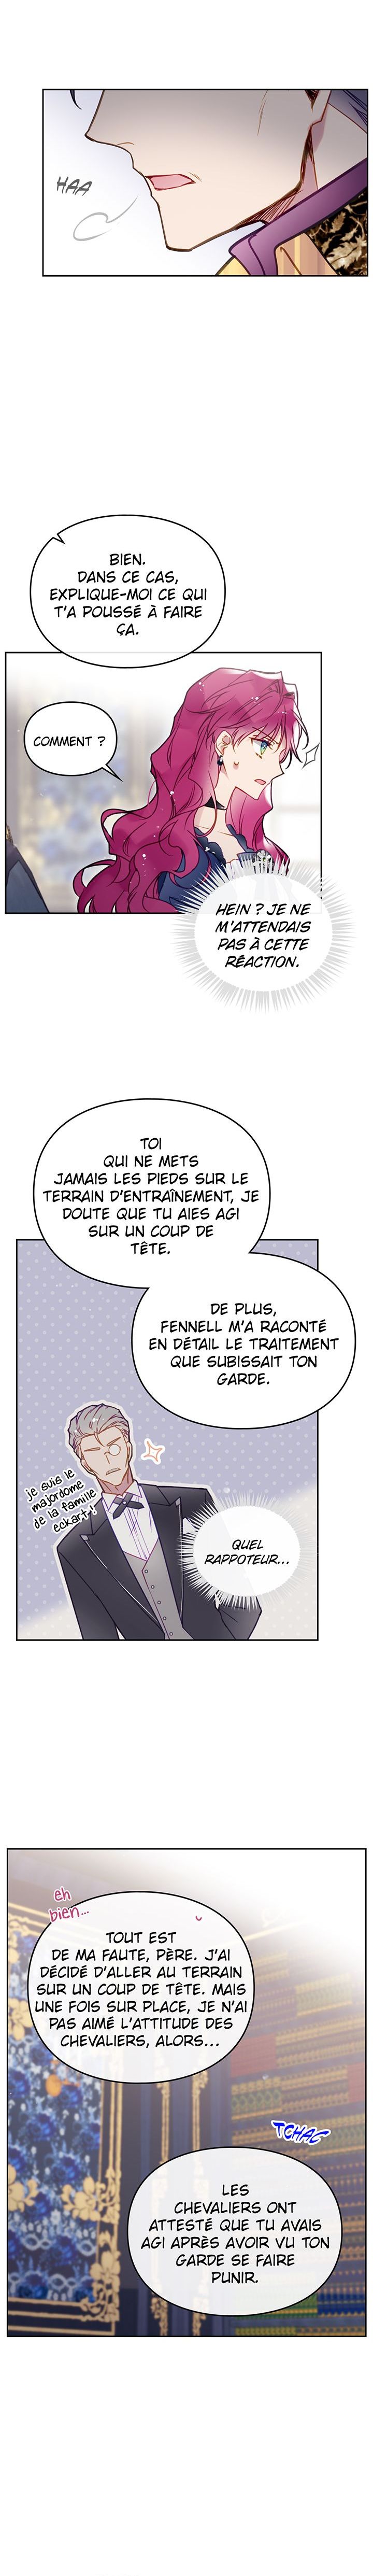 HAA
BIEN.
DANS CE CAS,
EXPLIQUE-MOI CE QUI
T'A POUSSÉ À FAIRE
ÇA.
COMMENT ?
HEIN ? JE NE
M'ATTENDAIS
PAS À CETTE
RÉACTION.
TOI
QUI NE METS
JAMAIS LES PIEDS SUR LE
TERRAIN D'ENTRAÎNEMENT, JE
DOUTE QUE TU AIES AGI
SUR UN COUP DE
TÊTE.
DE PLUS,
FENNELL M'A RACONTÉ
EN DÉTAIL LE TRAITEMENT
QUE SUBISSAIT TON
GARDE.
je suis le
majordome
de la famille
eckart!
QUEL
RAPPOTEUR...
eh
bien...
TOUT EST
DE MA FAUTE, PÈRE. J'AI
DÉCIDÉ D'ALLER AU TERRAIN
SUR UN COUP DE TÊTE. MAIS
UNE FOIS SUR PLACE, JE N'AI
PAS AIMÉ L'ATTITUDE DES
CHEVALIERS, ALORS...
TCHAC
LES
CHEVALIERS ONT
ATTESTÉ QUE TU AVAIS
AGI APRÈS AVOIR VU TON
GARDE SE FAIRE
PUNIR.